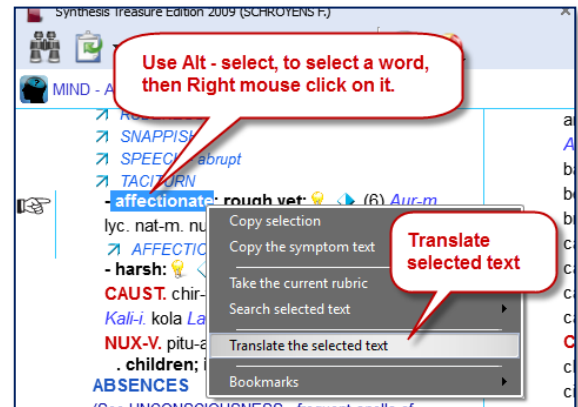 Synthesis Treasure Edition 2009 (SCHROYENS F.)
Use Alt - select, to select a word,
then Right mouse click on it.
MIND - A
SNAPPISH
SPEECH - abrupt
TACITURN
- affectionate; rough yet: (6) Aur-m
lyc. nat-m. nu
AFFECTIO
- harsh:
CAUST. chir-
Kali-i. kola La
NUX-V. pitu-a
. children; i
ABSENCES
Copy selection
Copy the symptom text
Take the current rubric
Search selected text
Translate the selected text
Bookmarks
Translate
selected text